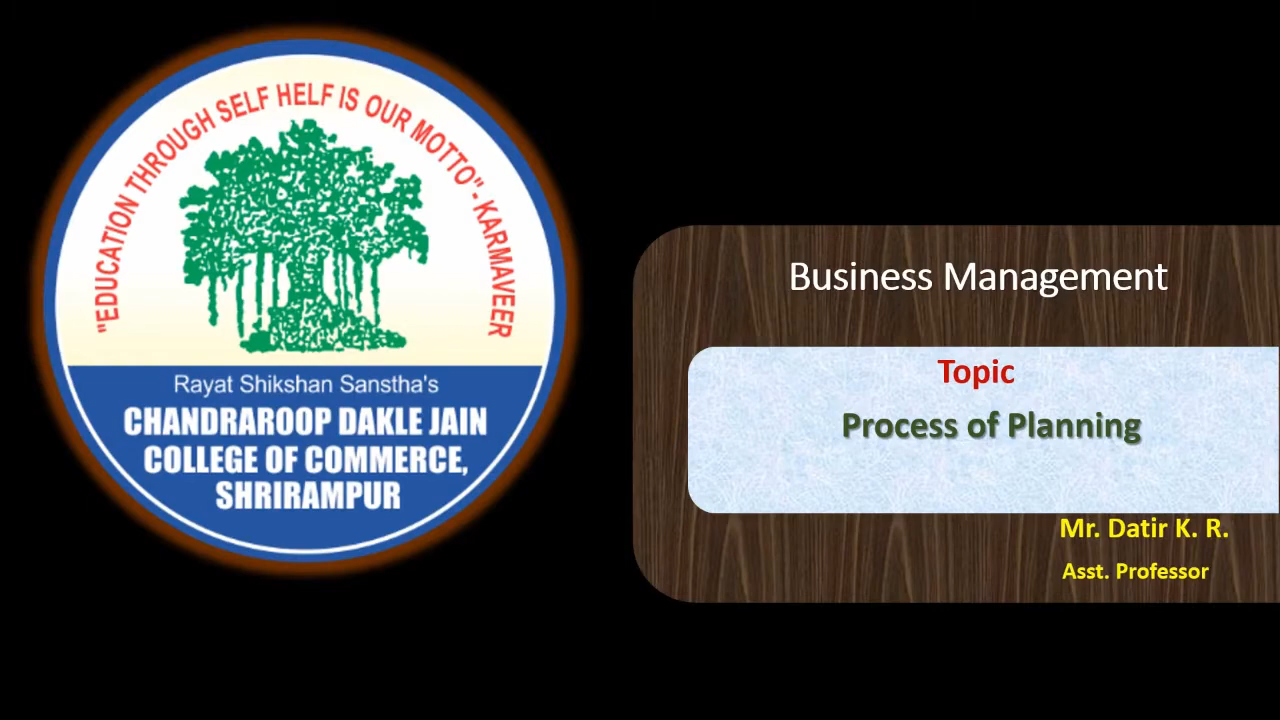 "EDUCATION THROUGH SELF HELF IS OUR MOTTO" - KARMAVEER
Rayat Shikshan Sanstha's
CHANDRAROOP DAKLE JAIN
COLLEGE OF COMMERCE,
SHRIRAMPUR
Business Management
Topic
Process of Planning
Mr. Datir K. R.
Asst. Professor